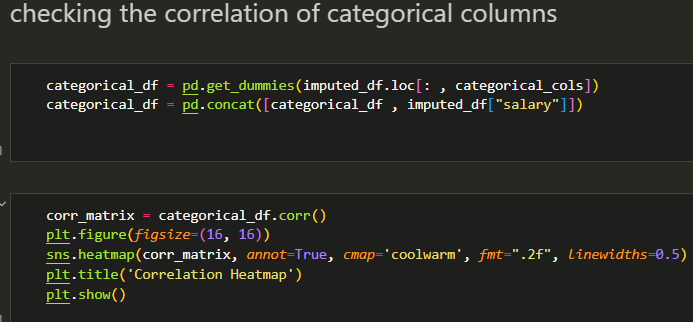 checking the correlation of categorical columns
categorical_df = pd.get_dummies(imputed_df.loc[: , categorical_cols])
categorical_df = pd.concat([categorical_df , imputed_df["salary"]])
corr_matrix = categorical_df.corr()
plt.figure(figsize=(16, 16))
sns.heatmap(corr_matrix, annot=True, cmap='coolwarm', fmt=".2f", linewidths=0.5)
plt.title('Correlation Heatmap')
plt.show()